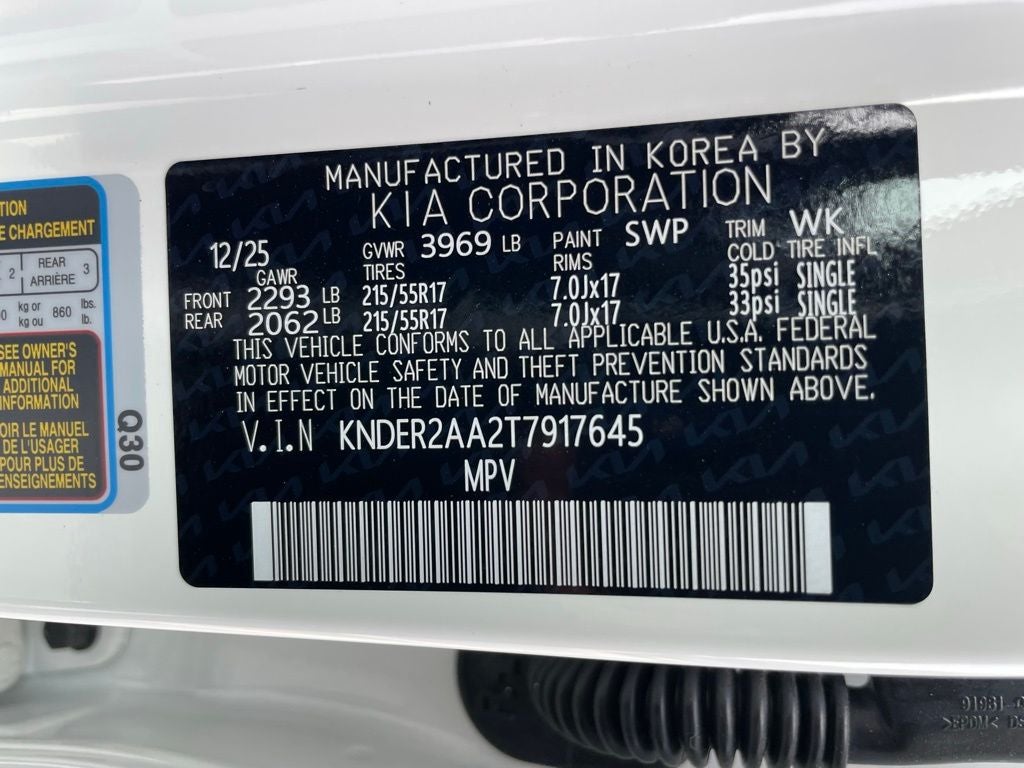 MANUFACTURED IN KOREA BY
KIA CORPORATION
12/25 GVWR 3969 LB PAINT SWP TRIM WK
GAWR TIRES RIMS COLD TIRE INFL
FRONT 2293 LB 215/55R17 7.0Jx17 35psi SINGLE
REAR 2062 LB 215/55R17 7.0Jx17 33psi SINGLE
THIS VEHICLE CONFORMS TO ALL APPLICABLE U.S.A. FEDERAL
MOTOR VEHICLE SAFETY AND THEFT PREVENTION STANDARDS
IN EFFECT ON THE DATE OF MANUFACTURE SHOWN ABOVE.
V.I.N KNDER2AA2T7917645
MPV
CHARGEMENT
2 REAR ARRIÈRE 3
kg or kg ou 860 lbs. lb.
SEE OWNER'S
MANUAL FOR
ADDITIONAL
INFORMATION
LE MANUEL
DE L'USAGER
POUR PLUS DE
RENSEIGNEMENTS
Q30
91961
>EPDM<